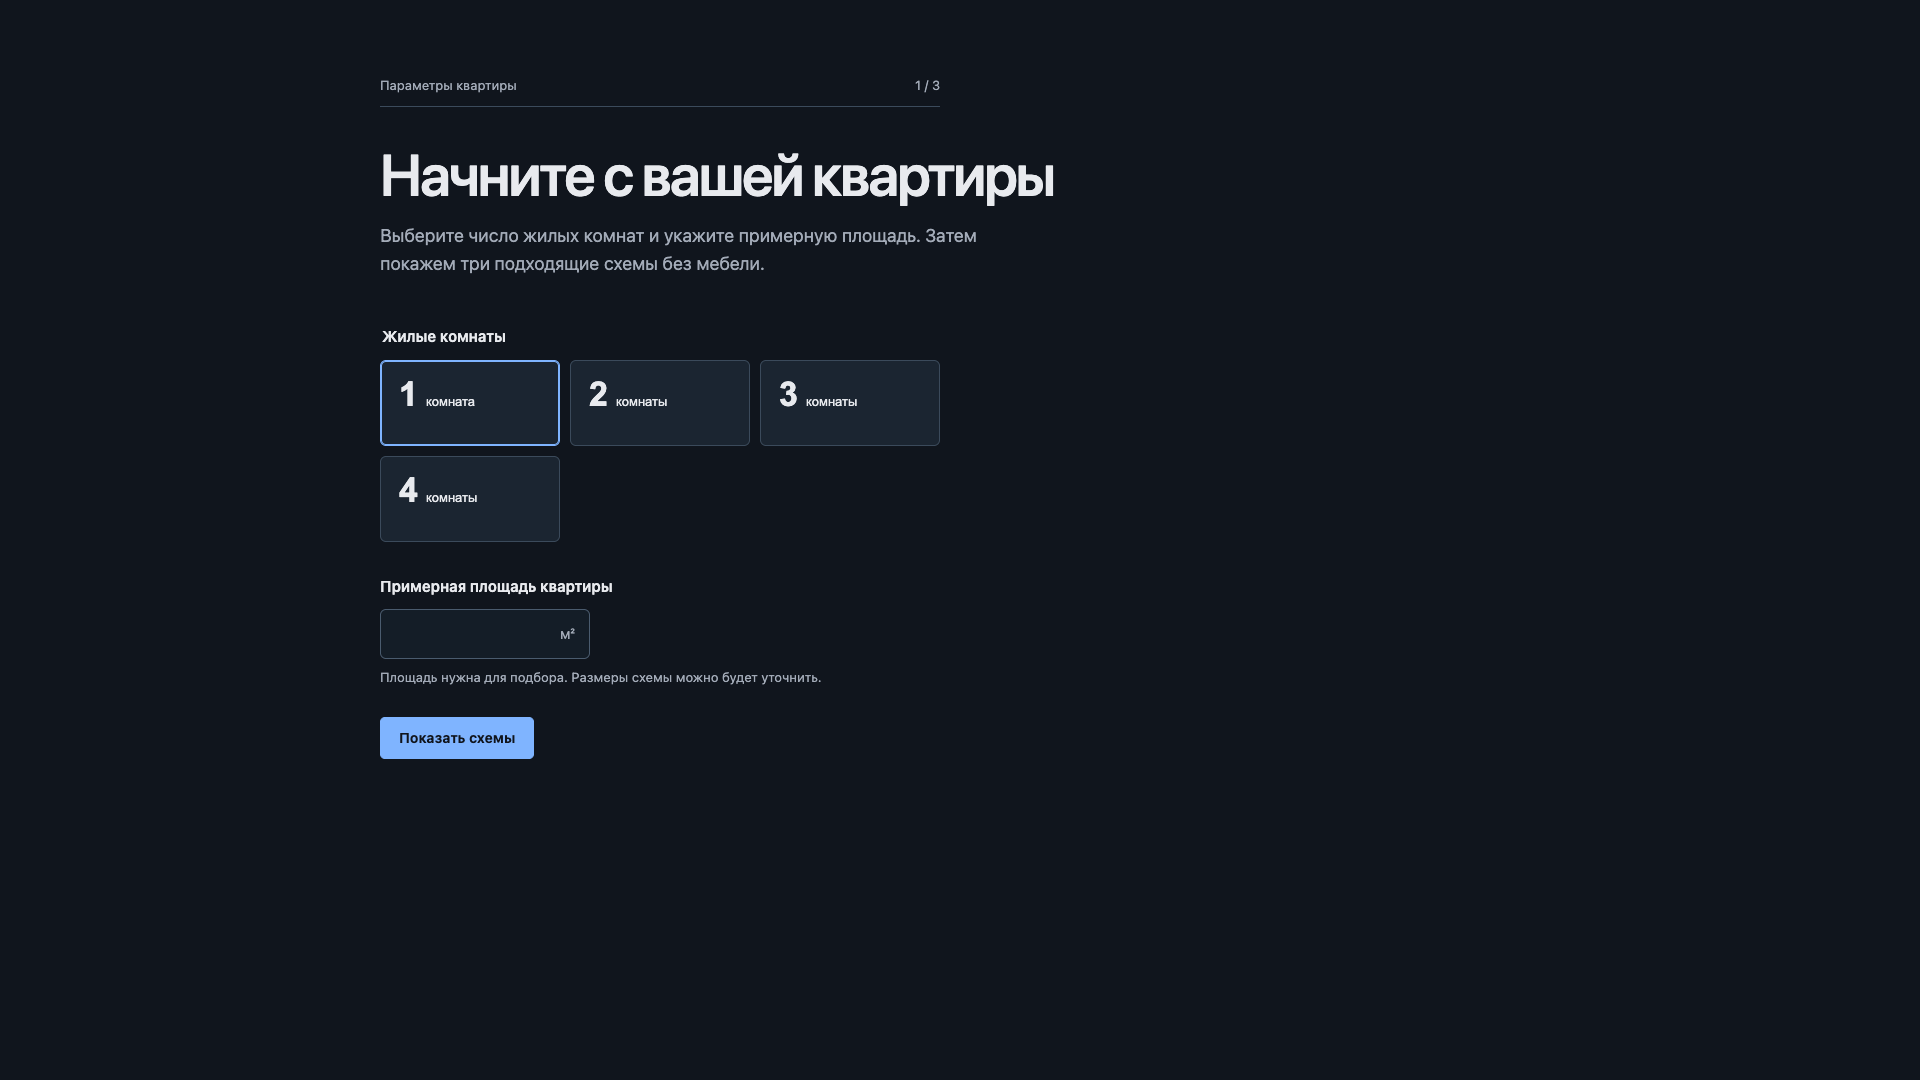 Параметры квартиры 1 / 3
Начните с вашей квартиры
Выберите число жилых комнат и укажите примерную площадь. Затем
покажем три подходящие схемы без мебели.
Жилые комнаты
1 комната
2 комнаты
3 комнаты
4 комнаты
Примерная площадь квартиры
м²
Площадь нужна для подбора. Размеры схемы можно будет уточнить.
Показать схемы